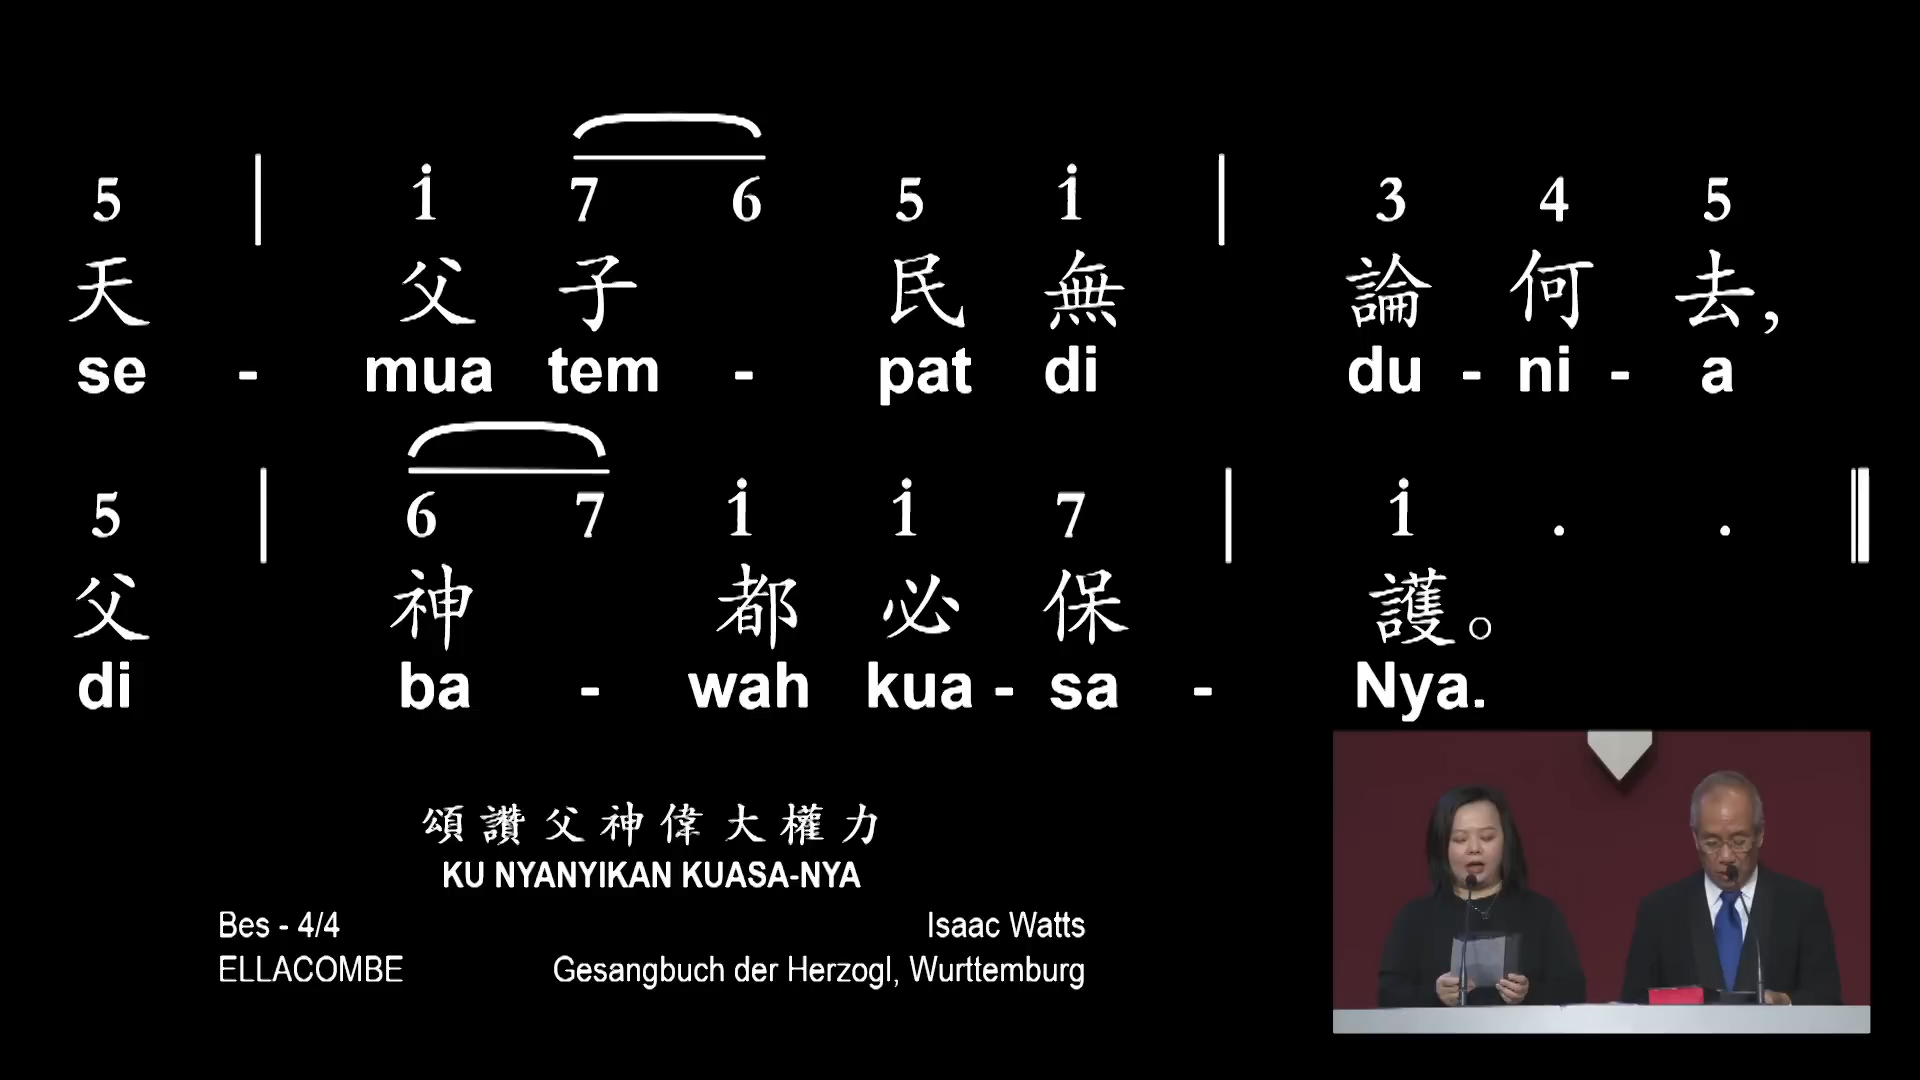 5 | i 7 6 5 i | 3 4 5
天 父 子 民 無 論 何 去,
se - mua tem - pat di du - ni - a
5 | 6 7 i i 7 | i . . ||
父 神 都 必 保 護。
di ba - wah kua - sa - Nya.
頌讚父神偉大權力
KU NYANYIKAN KUASA-NYA
Bes - 4/4 Isaac Watts
ELLACOMBE Gesangbuch der Herzogl, Wurttemburg